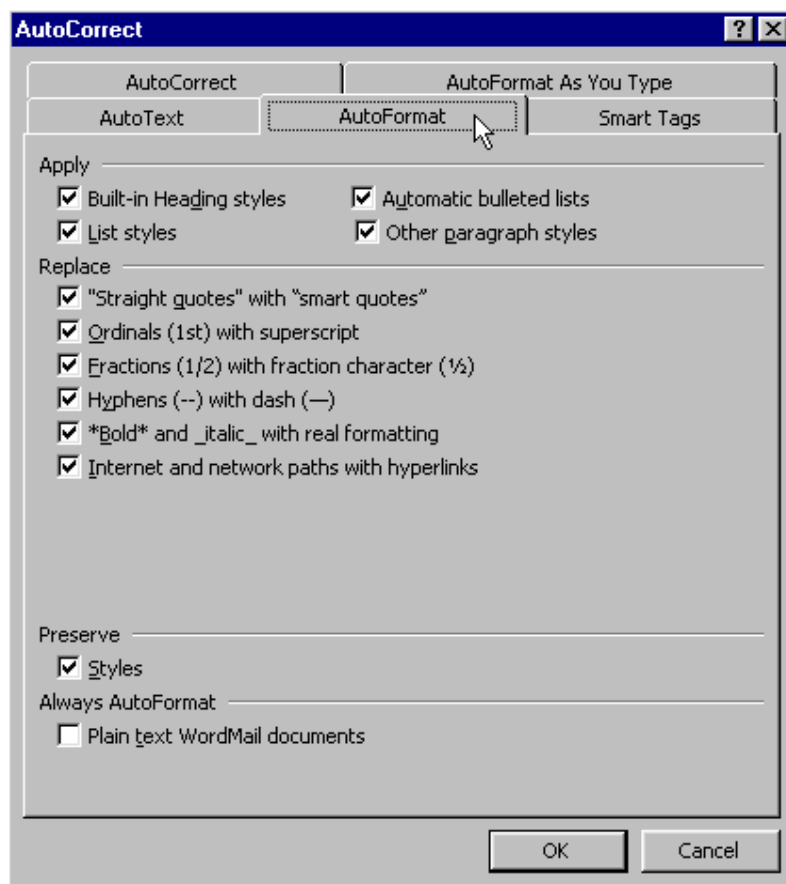 AutoCorrect
AutoCorrect AutoFormat As You Type
AutoText AutoFormat Smart Tags
Apply
Built-in Heading styles Automatic bulleted lists
List styles Other paragraph styles
Replace
"Straight quotes" with “smart quotes”
Ordinals (1st) with superscript
Fractions (1/2) with fraction character (½)
Hyphens (--) with dash (—)
*Bold* and _italic_ with real formatting
Internet and network paths with hyperlinks
Preserve
Styles
Always AutoFormat
Plain text WordMail documents
OK Cancel